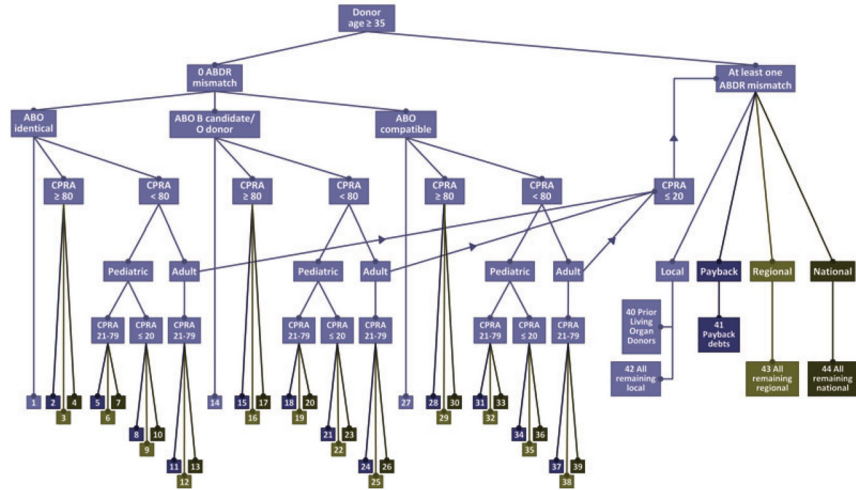 Donor
age ≥ 35
0 ABDR
mismatch
At least one
ABDR mismatch
ABO
identical
ABO B candidate/
O donor
ABO
compatible
CPRA
≥ 80
CPRA
< 80
CPRA
≥ 80
CPRA
< 80
CPRA
≥ 80
CPRA
< 80
CPRA
≤ 20
Pediatric
Adult
Pediatric
Adult
Pediatric
Adult
Local
Payback
Regional
National
CPRA
21-79
CPRA
≤ 20
CPRA
21-79
CPRA
21-79
CPRA
≤ 20
CPRA
21-79
CPRA
21-79
CPRA
≤ 20
CPRA
21-79
40 Prior
Living
Organ
Donors
41
Payback
debts
42 All
remaining
local
43 All
remaining
regional
44 All
remaining
national
1
2
3
4
5
6
7
8
9
10
11
12
13
14
15
16
17
18
19
20
21
22
23
24
25
26
27
28
29
30
31
32
33
34
35
36
37
38
39